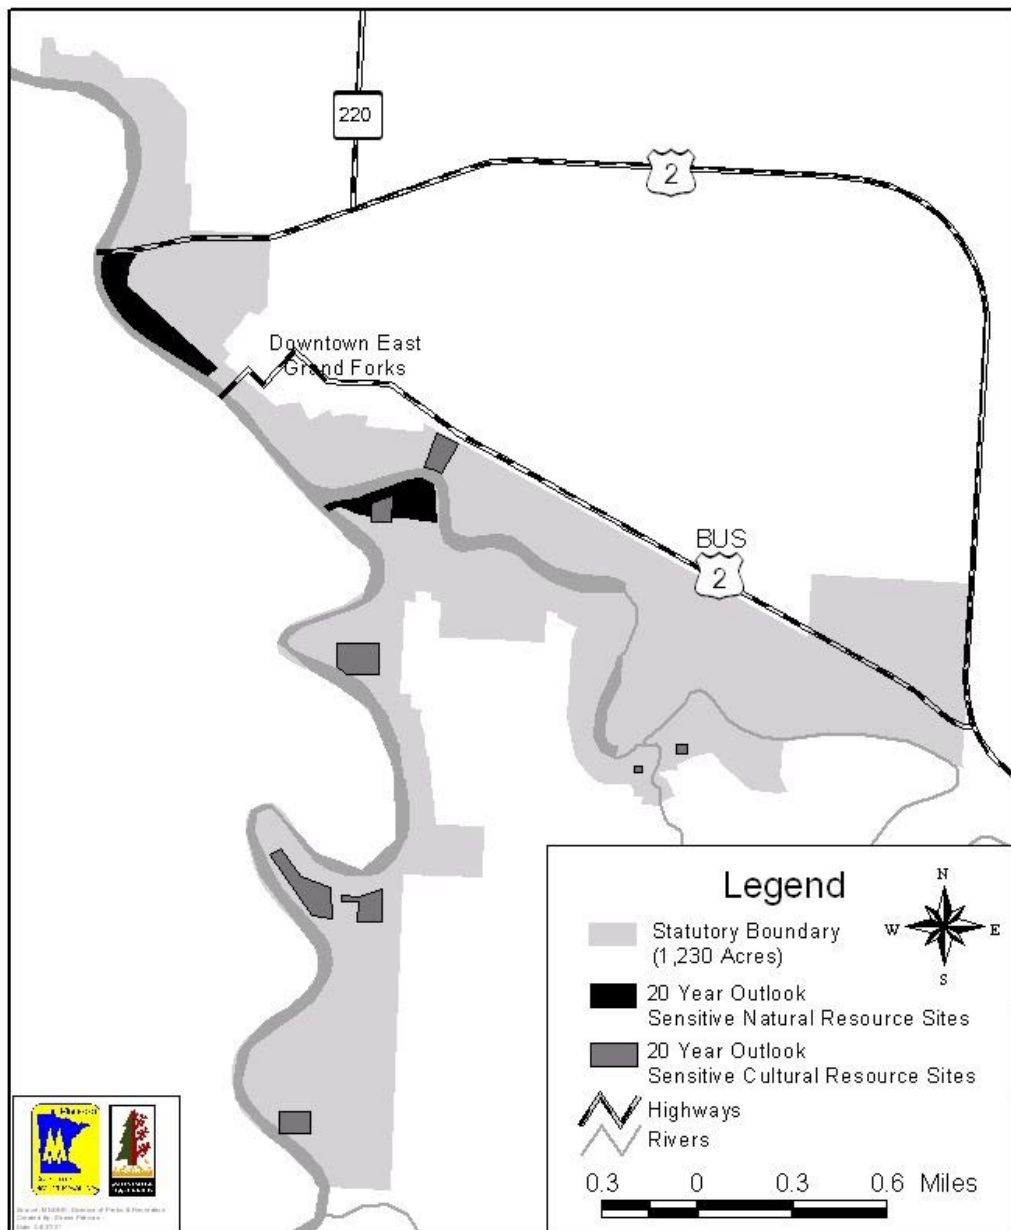 220
2
Downtown East
Grand Forks
BUS
2
Legend
N
W E
S
Statutory Boundary
(1,230 Acres)
20 Year Outlook
Sensitive Natural Resource Sites
20 Year Outlook
Sensitive Cultural Resource Sites
Highways
Rivers
0.3 0 0.3 0.6 Miles